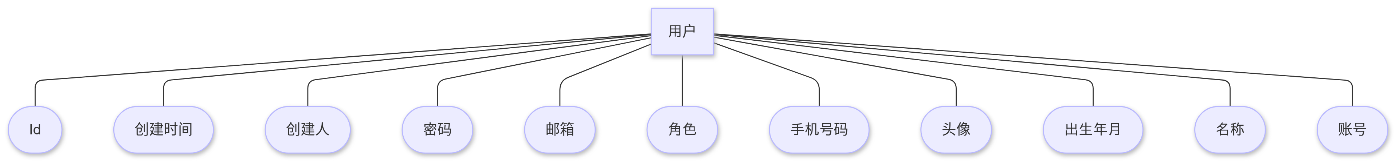 用户
Id
创建时间
创建人
密码
邮箱
角色
手机号码
头像
出生年月
名称
账号